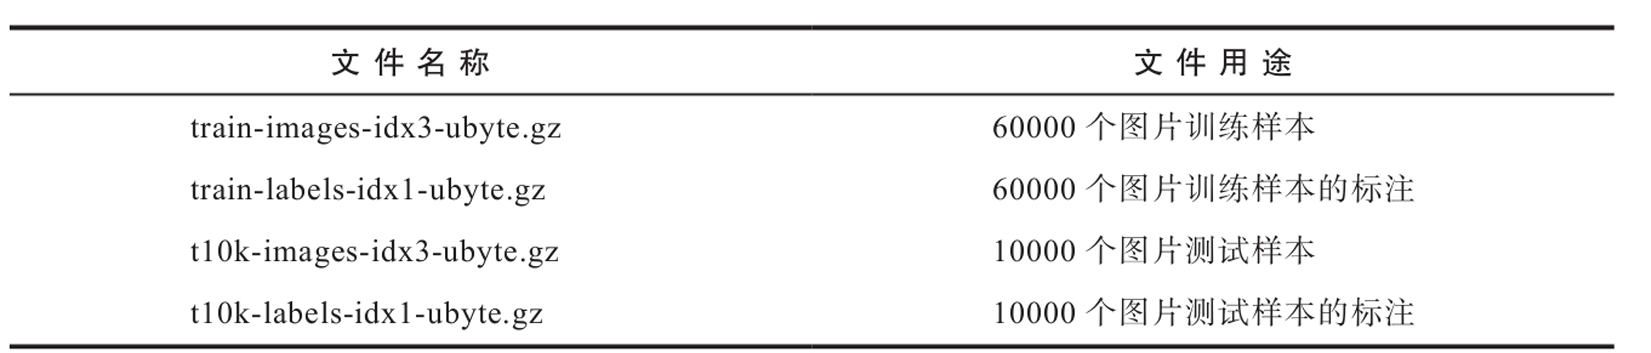 文件名称 文件用途
train-images-idx3-ubyte.gz 60000 个图片训练样本
train-labels-idx1-ubyte.gz 60000 个图片训练样本的标注
t10k-images-idx3-ubyte.gz 10000 个图片测试样本
t10k-labels-idx1-ubyte.gz 10000 个图片测试样本的标注